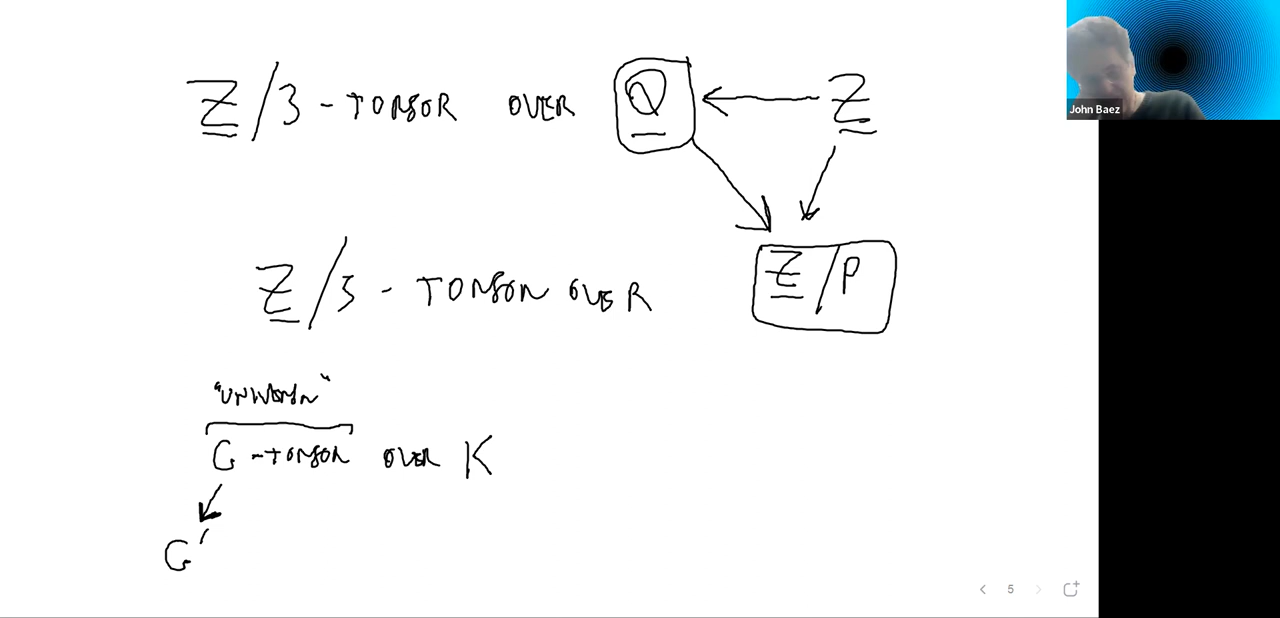 Z/3 - TORSOR OVER Q ← Z
John Baez
Z/3 - TORSOR OVER Z/P
"UNKNOWN"
G - TORSOR OVER K
G'
5